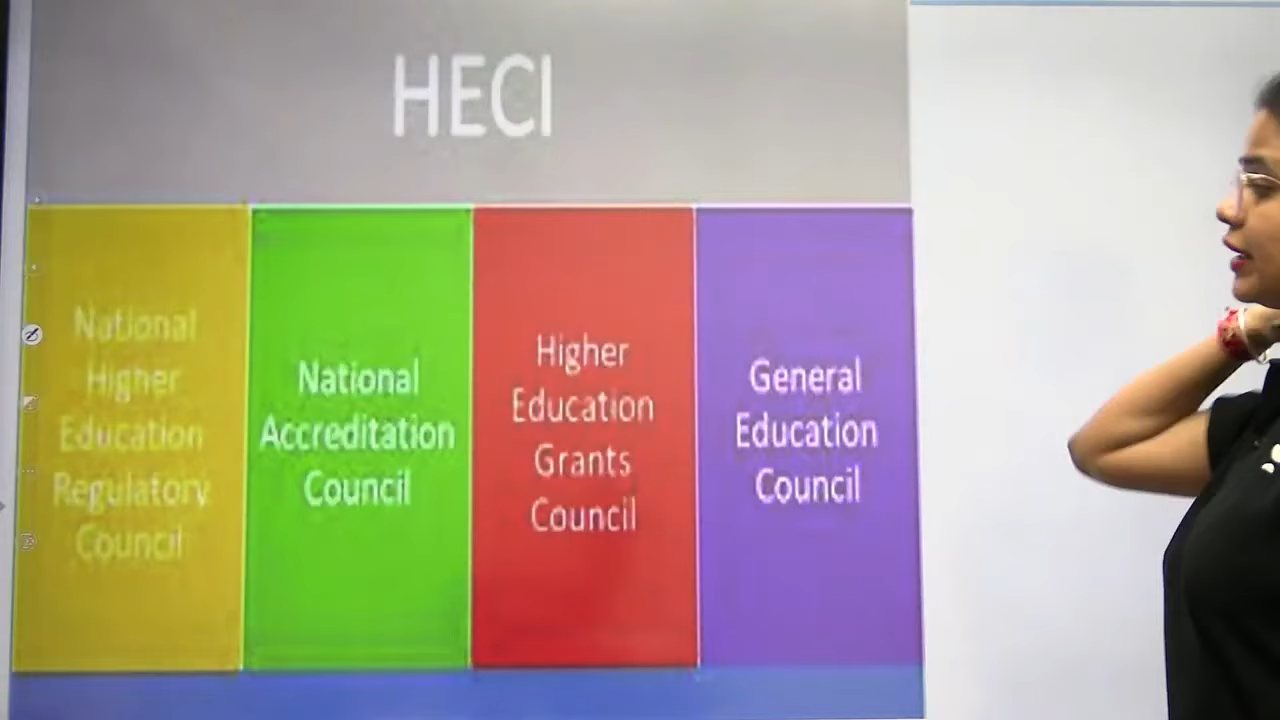 HECI
National
Higher
Education
Regulatory
Council
National
Accreditation
Council
Higher
Education
Grants
Council
General
Education
Council